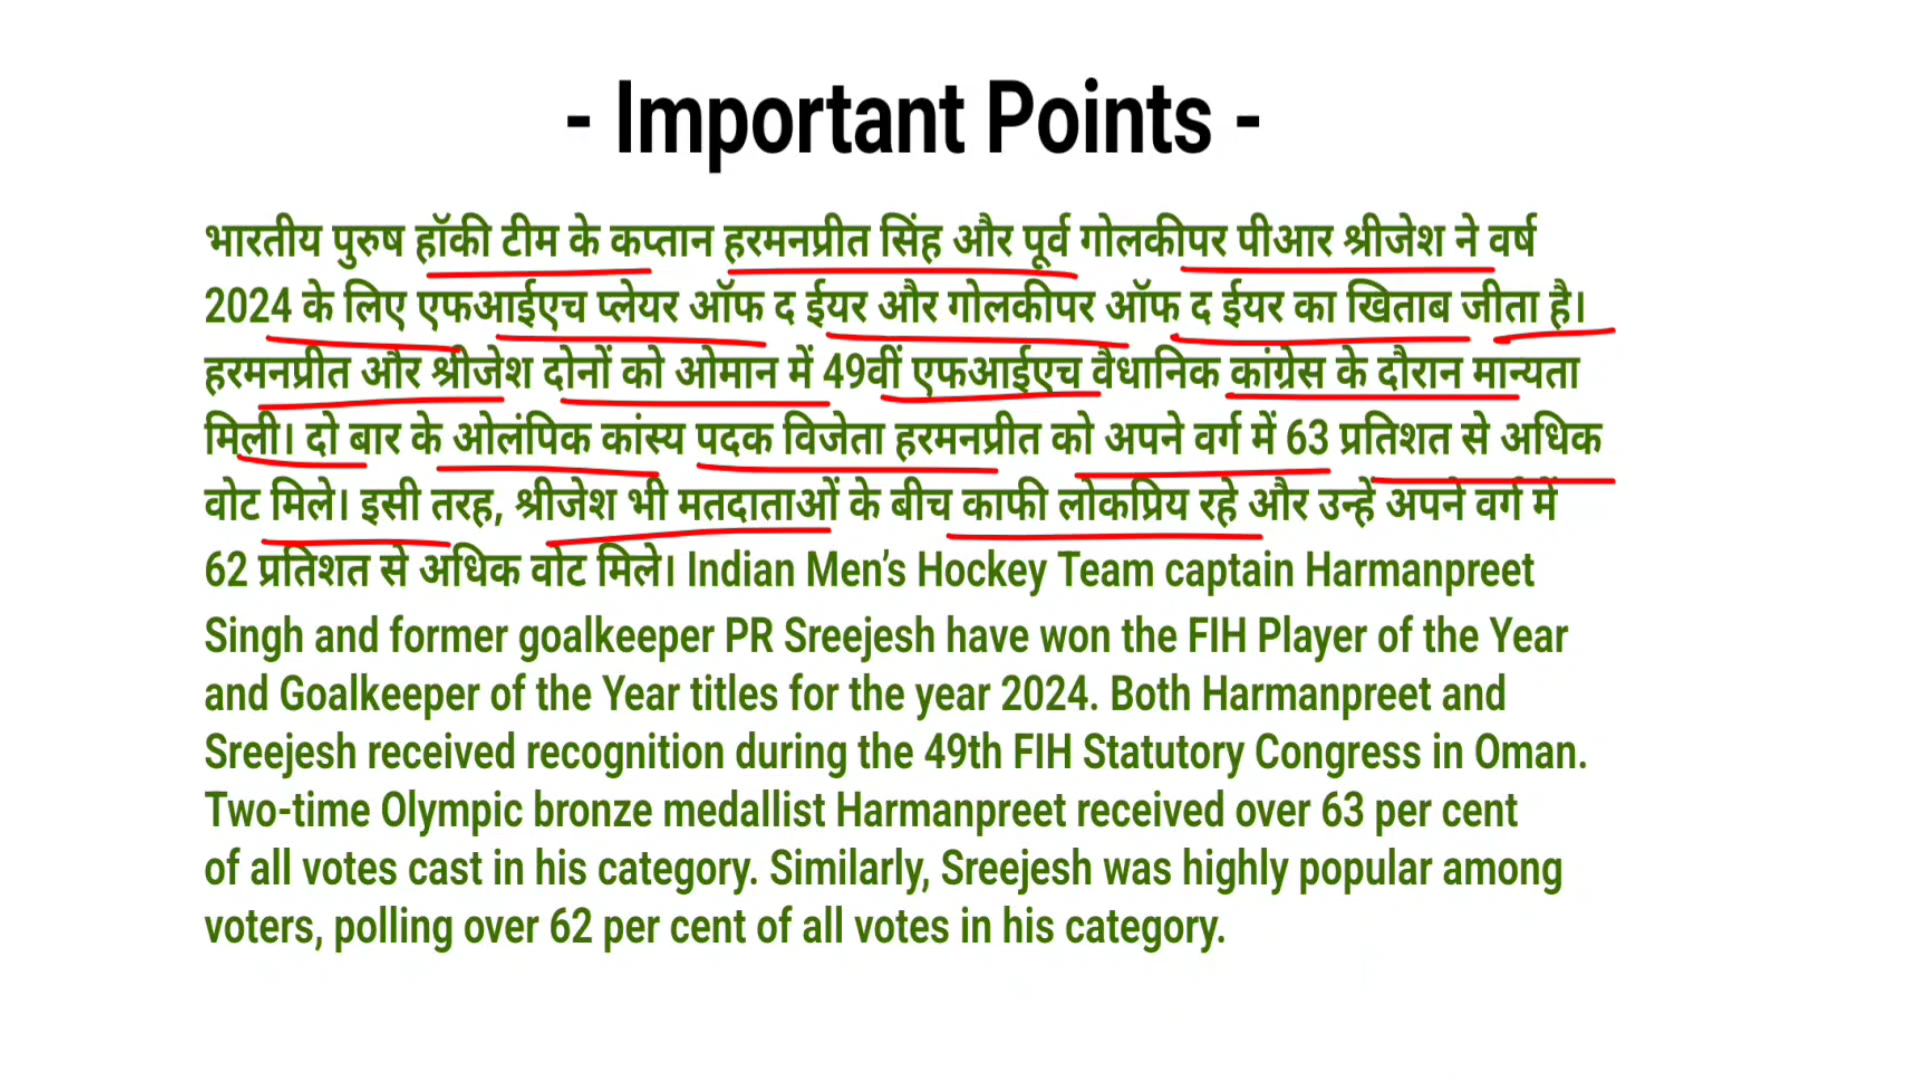 - Important Points -
भारतीय पुरुष हॉकी टीम के कप्तान हरमनप्रीत सिंह और पूर्व गोलकीपर पीआर श्रीजेश ने वर्ष
2024 के लिए एफआईएच प्लेयर ऑफ द ईयर और गोलकीपर ऑफ द ईयर का खिताब जीता है।
हरमनप्रीत और श्रीजेश दोनों को ओमान में 49वीं एफआईएच वैधानिक कांग्रेस के दौरान मान्यता
मिली। दो बार के ओलंपिक कांस्य पदक विजेता हरमनप्रीत को अपने वर्ग में 63 प्रतिशत से अधिक
वोट मिले। इसी तरह, श्रीजेश भी मतदाताओं के बीच काफी लोकप्रिय रहे और उन्हे अपने वर्ग में
62 प्रतिशत से अधिक वोट मिले। Indian Men’s Hockey Team captain Harmanpreet
Singh and former goalkeeper PR Sreejesh have won the FIH Player of the Year
and Goalkeeper of the Year titles for the year 2024. Both Harmanpreet and
Sreejesh received recognition during the 49th FIH Statutory Congress in Oman.
Two-time Olympic bronze medallist Harmanpreet received over 63 per cent
of all votes cast in his category. Similarly, Sreejesh was highly popular among
voters, polling over 62 per cent of all votes in his category.